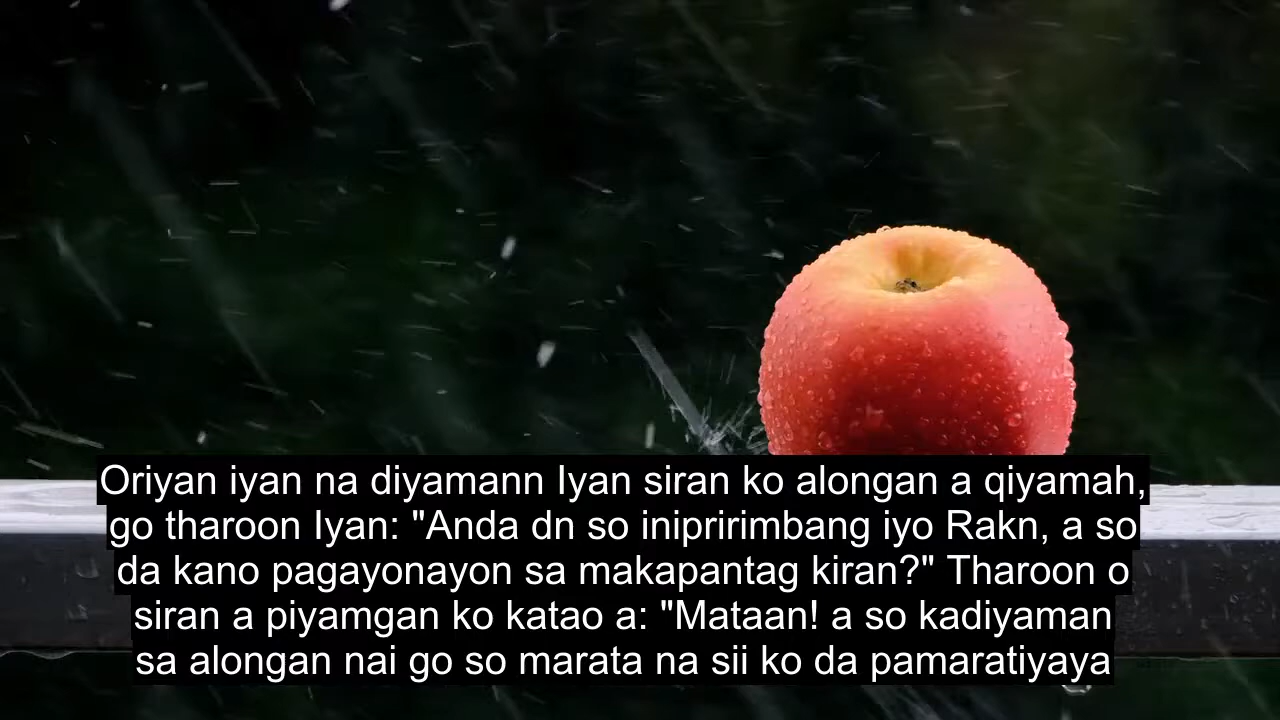 Oriyan iyan na diyamann Iyan siran ko alongan a qiyamah,
go tharoon Iyan: "Anda dn so inipririmbang iyo Rakn, a so
da kano pagayonayon sa makapantag kiran?" Tharoon o
siran a piyamgan ko katao a: "Mataan! a so kadiyaman
sa alongan nai go so marata na sii ko da pamaratiyaya